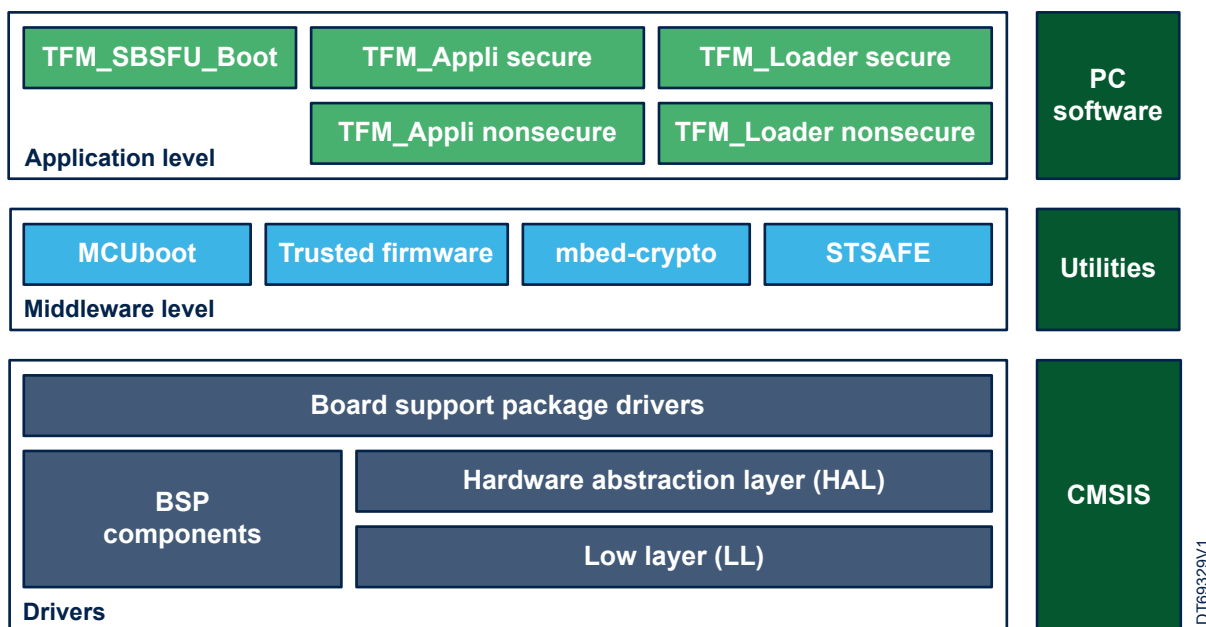 TFM_SBSFU_Boot
TFM_Appli secure
TFM_Loader secure
TFM_Appli nonsecure
TFM_Loader nonsecure
Application level
PC
software
MCUboot
Trusted firmware
mbed-crypto
STSAFE
Middleware level
Utilities
Board support package drivers
BSP
components
Hardware abstraction layer (HAL)
Low layer (LL)
Drivers
CMSIS
DT69329V1